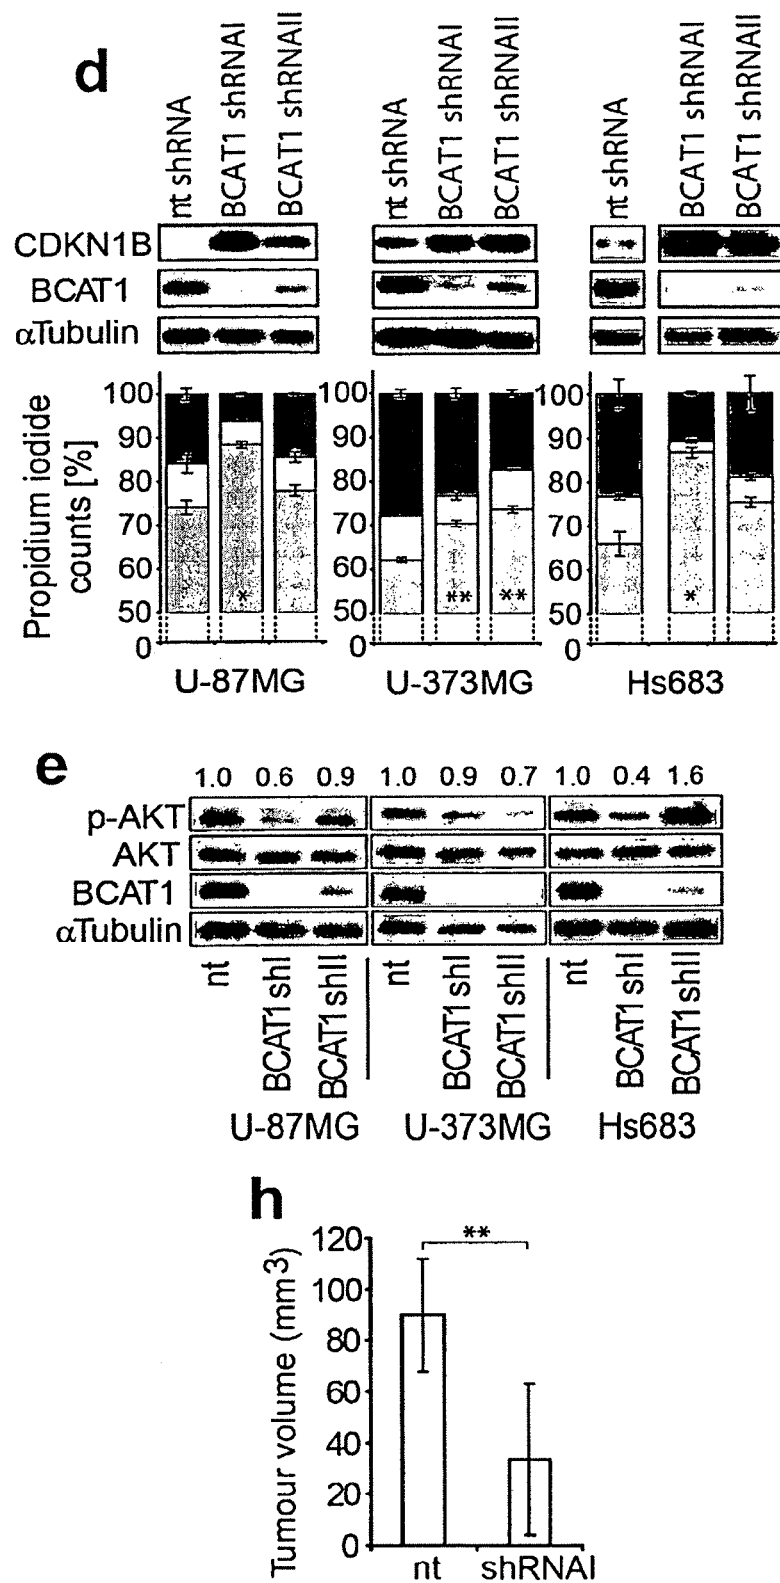 d
nt shRNA
BCAT1 shRNAI
BCAT1 shRNAII
nt shRNA
BCAT1 shRNAI
BCAT1 shRNAII
nt shRNA
BCAT1 shRNAI
BCAT1 shRNAII
CDKN1B
BCAT1
αTubulin
Propidium iodide
counts [%]
100
90
80
70
60
50
0
100
90
80
70
60
50
0
100
90
80
70
60
50
0
*
**
**
*
U-87MG
U-373MG
Hs683
e
1.0 0.6 0.9 1.0 0.9 0.7 1.0 0.4 1.6
p-AKT
AKT
BCAT1
αTubulin
nt
BCAT1 shI
BCAT1 shII
nt
BCAT1 shI
BCAT1 shII
nt
BCAT1 shI
BCAT1 shII
U-87MG
U-373MG
Hs683
h
Tumour volume (mm3)
120
100
80
60
40
20
0
**
nt
shRNAI